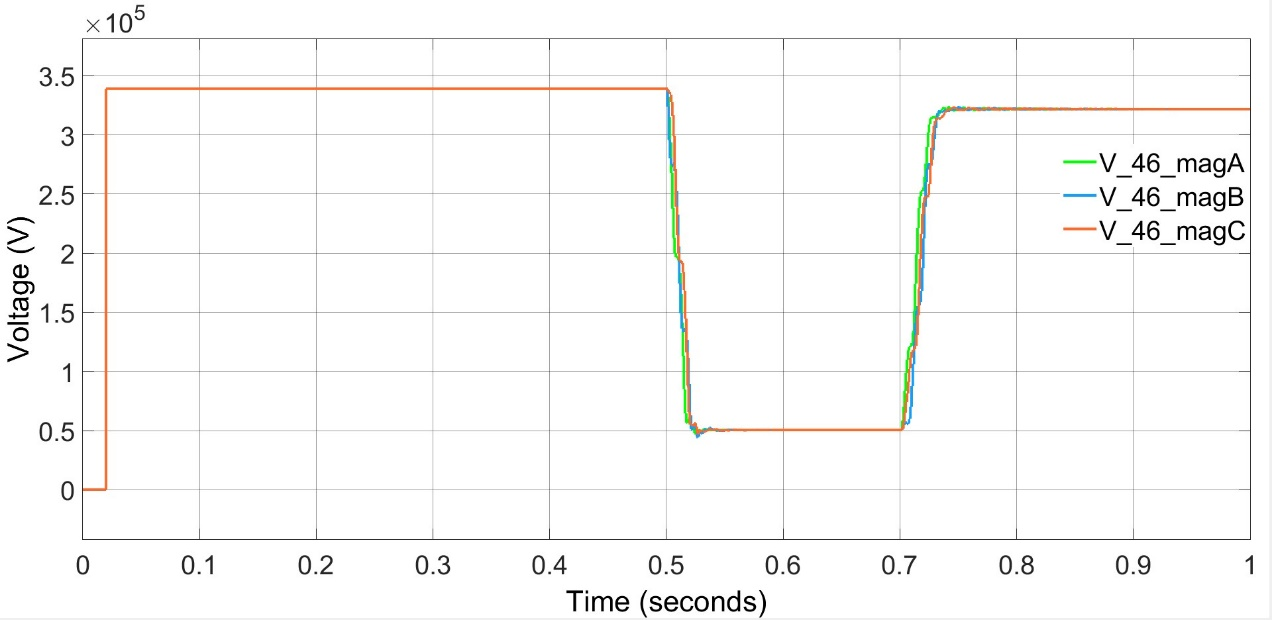 ×10⁵
3.5
3
2.5
2
1.5
1
0.5
0
Voltage (V)
V_46_magA
V_46_magB
V_46_magC
0 0.1 0.2 0.3 0.4 0.5 0.6 0.7 0.8 0.9 1
Time (seconds)